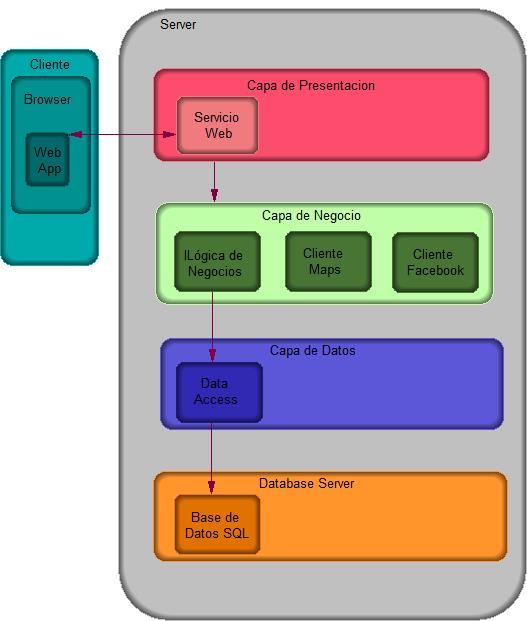 Server
Cliente
Browser
Web
App
Capa de Presentacion
Servicio
Web
Capa de Negocio
lLógica de
Negocios
Cliente
Maps
Cliente
Facebook
Capa de Datos
Data
Access
Database Server
Base de
Datos SQL